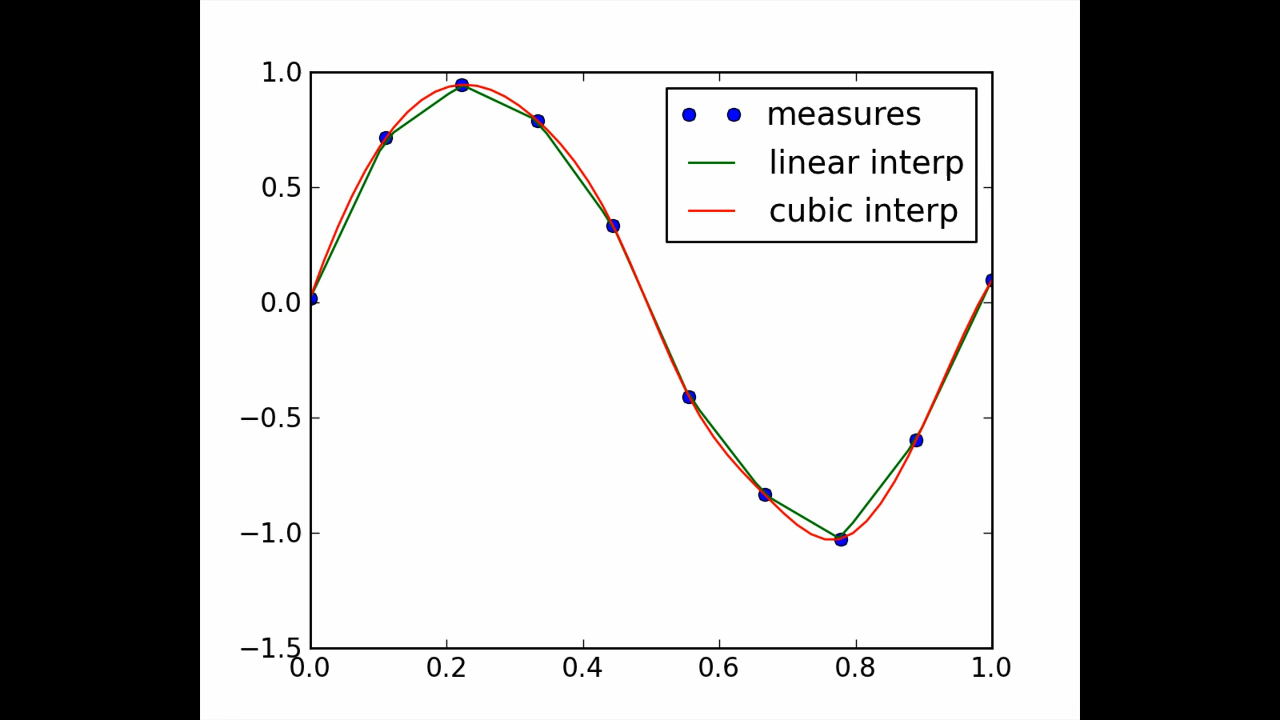 1.0
0.5
0.0
−0.5
−1.0
−1.5
0.0 0.2 0.4 0.6 0.8 1.0
measures
linear interp
cubic interp